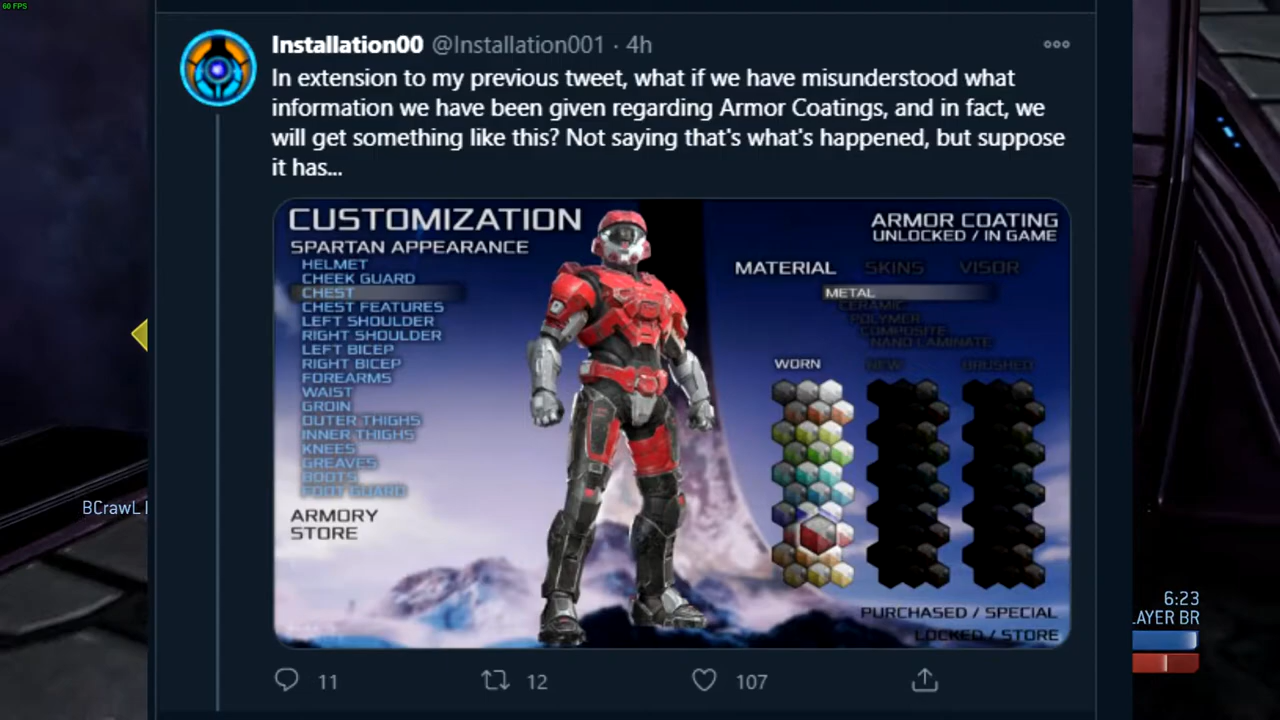 60 FPS
Installation00 @Installation001 · 4h
In extension to my previous tweet, what if we have misunderstood what
information we have been given regarding Armor Coatings, and in fact, we
will get something like this? Not saying that's what's happened, but suppose
it has...
CUSTOMIZATION
SPARTAN APPEARANCE
HELMET
CHEEK GUARD
CHEST
CHEST FEATURES
LEFT SHOULDER
RIGHT SHOULDER
LEFT BICEP
RIGHT BICEP
FOREARMS
WAIST
GROIN
OUTER THIGHS
INNER THIGHS
KNEES
GREAVES
BOOTS
FOOT GUARD
ARMORY
STORE
ARMOR COATING
UNLOCKED / IN GAME
MATERIAL SKINS VISOR
METAL
CERAMIC
POLYMER
COMPOSITE
NANO LAMINATE
WORN NEW BRUSHED
PURCHASED / SPECIAL
LOCKED / STORE
11 12 107
BCrawL
6:23
LAYER BR